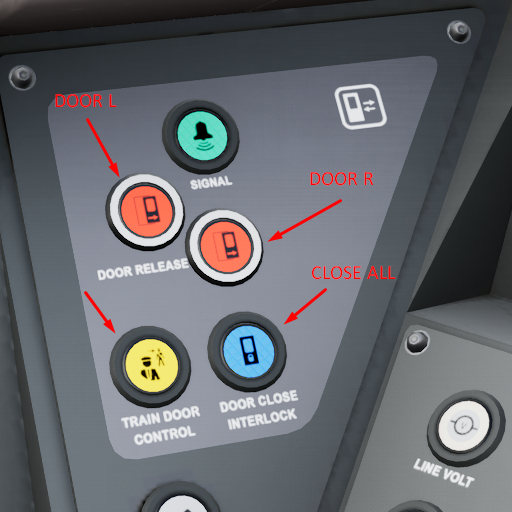 DOOR L
SIGNAL
DOOR R
DOOR RELEASE
CLOSE ALL
TRAIN DOOR
CONTROL
DOOR CLOSE
INTERLOCK
LINE VOLT